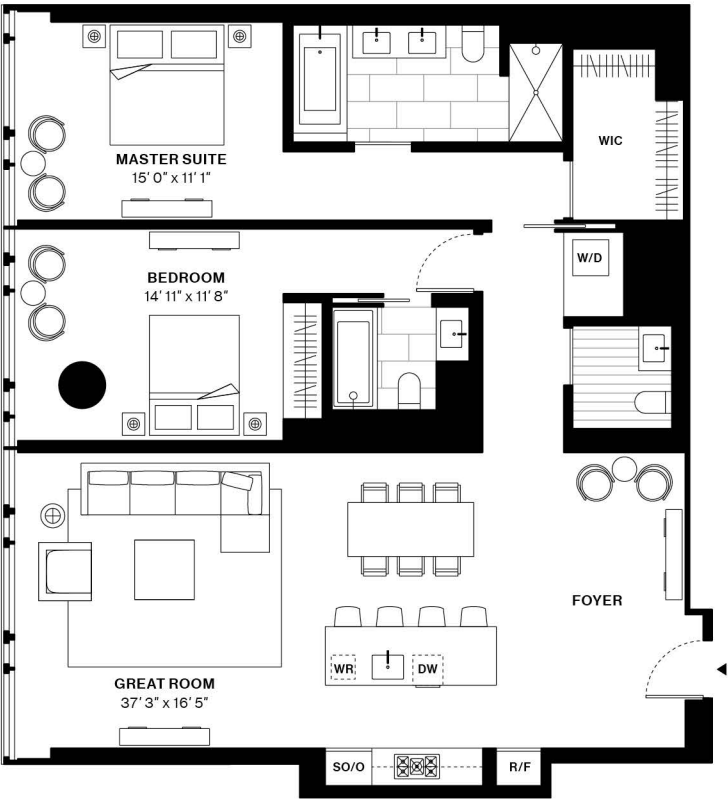 MASTER SUITE
15' 0" x 11' 1"
WIC
W/D
BEDROOM
14' 11" x 11' 8"
FOYER
WR
DW
GREAT ROOM
37' 3" x 16' 5"
SO/O
R/F